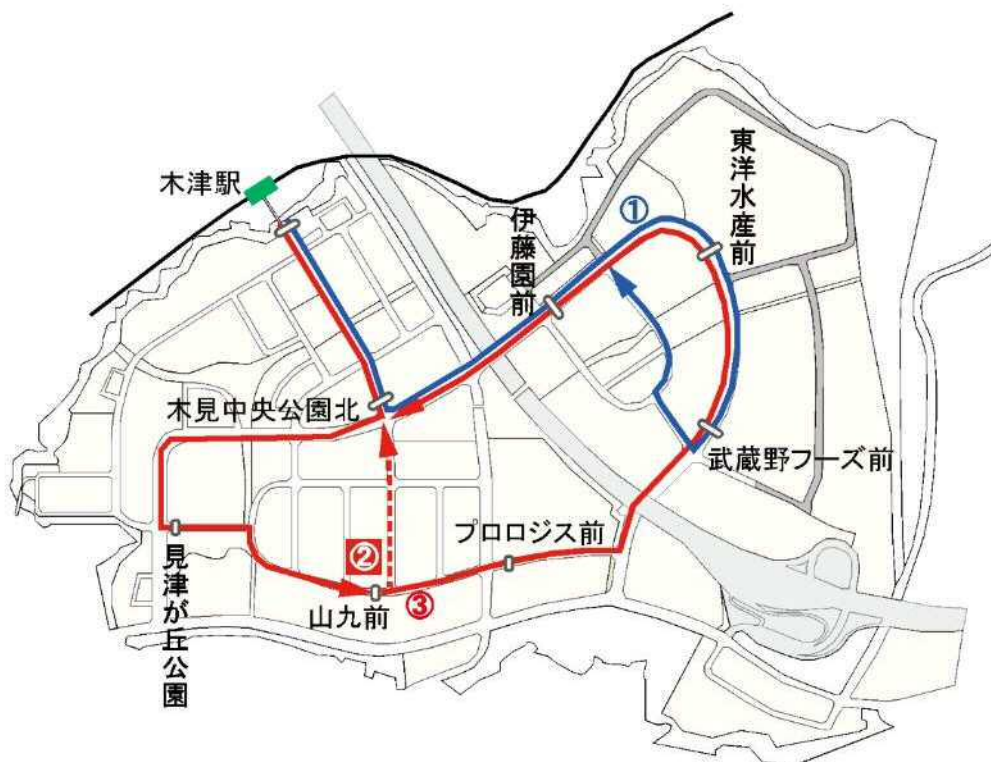 木津駅
伊藤園前
①
東洋水産前
木見中央公園北
武蔵野フーズ前
プロロジス前
②
③
山九前
見津が丘公園